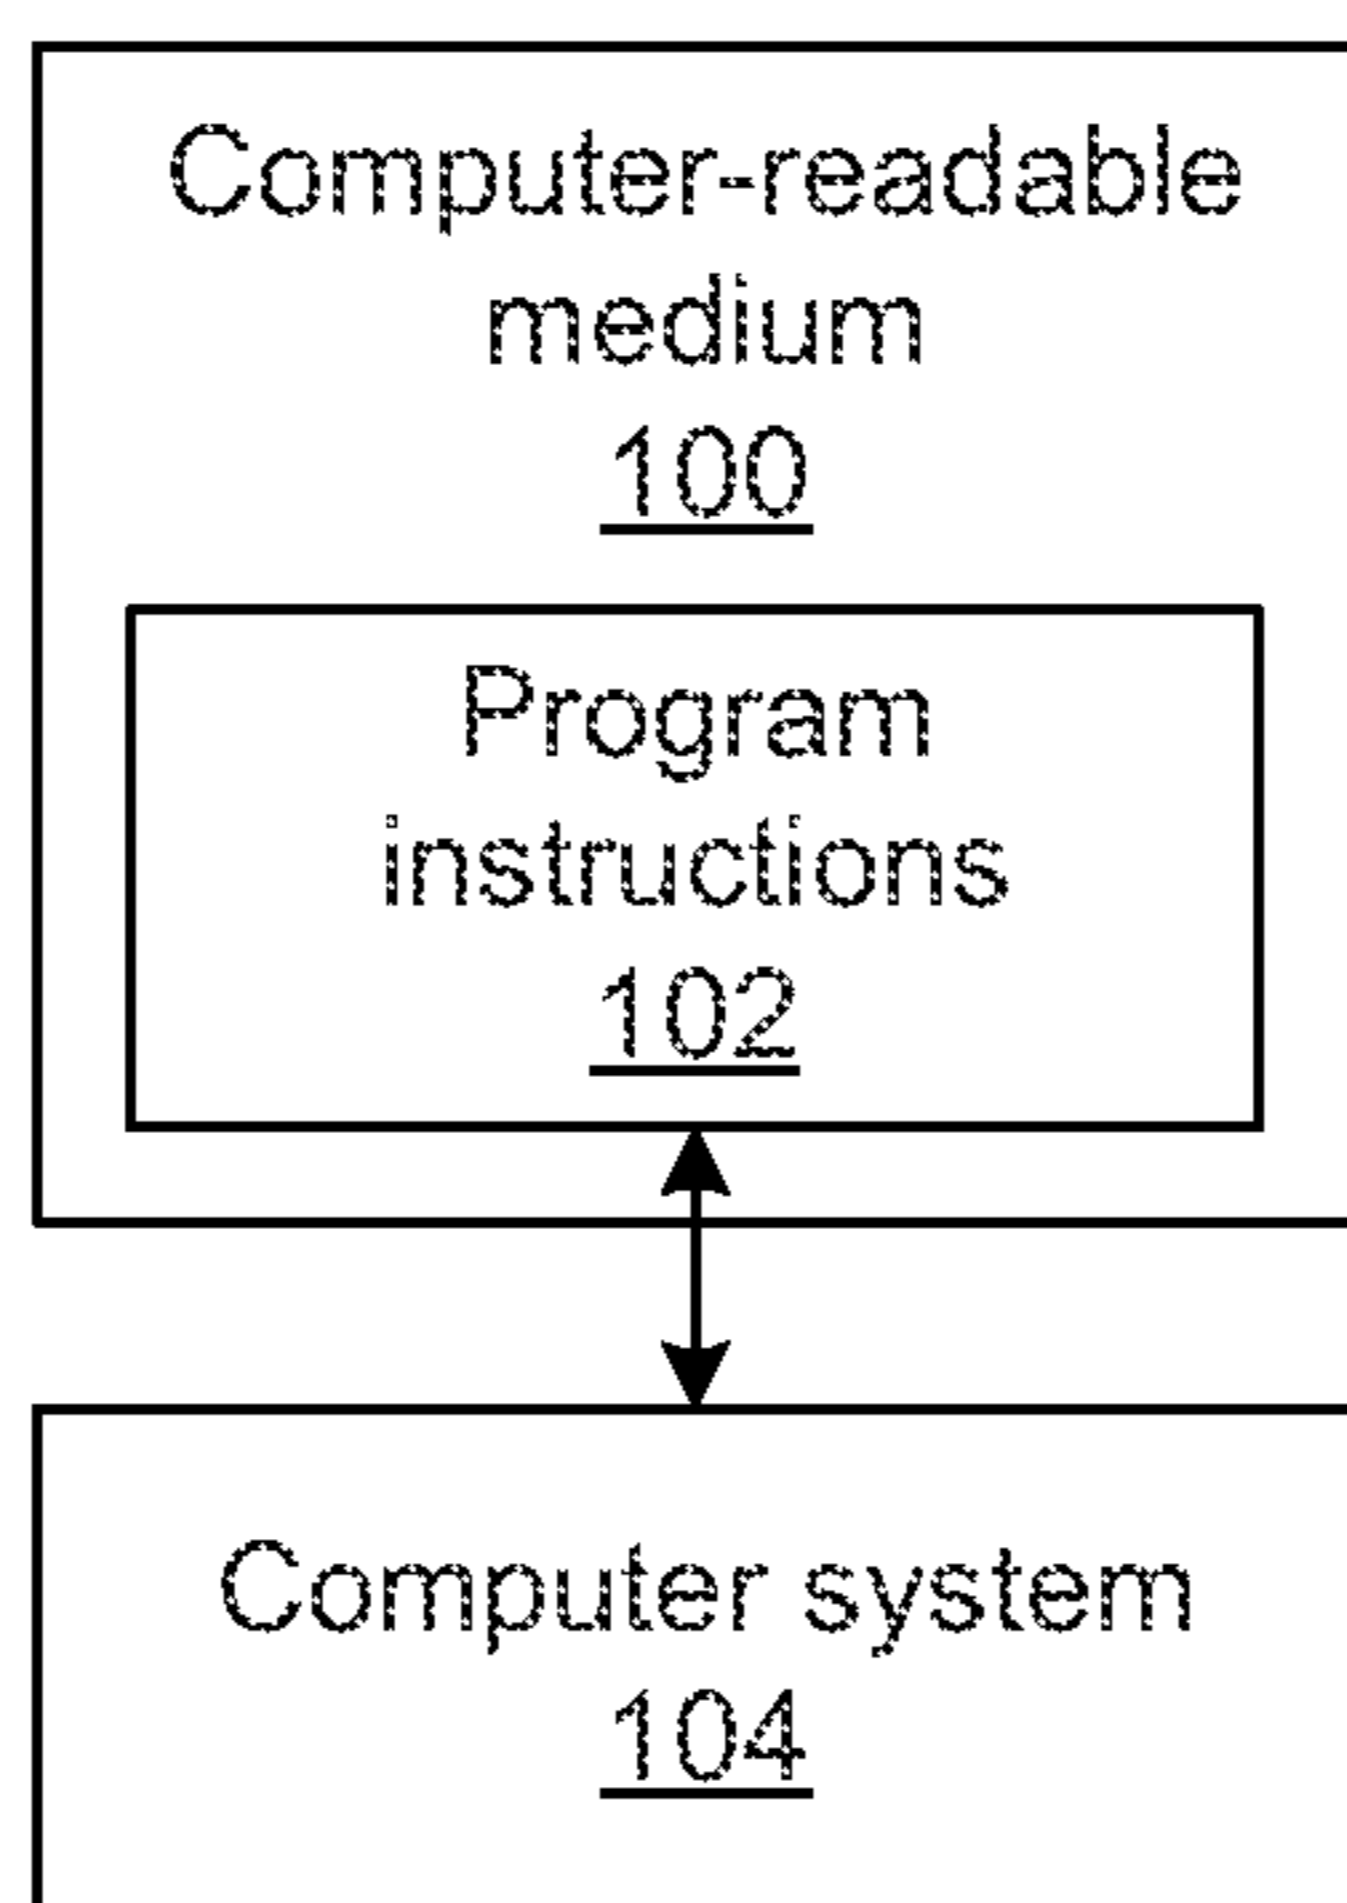 Computer-readable
medium
100
Program
instructions
102
Computer system
104